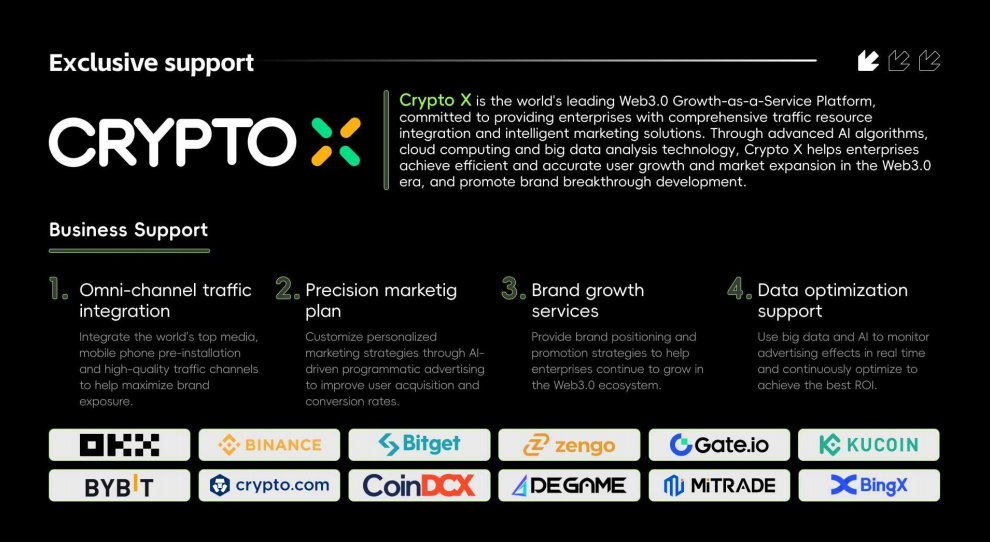 Exclusive support
CRYPTO X
Crypto X is the world's leading Web3.0 Growth-as-a-Service Platform,
committed to providing enterprises with comprehensive traffic resource
integration and intelligent marketing solutions. Through advanced AI algorithms,
cloud computing and big data analysis technology, Crypto X helps enterprises
achieve efficient and accurate user growth and market expansion in the Web3.0
era, and promote brand breakthrough development.
Business Support
1. Omni-channel traffic
integration
Integrate the world's top media,
mobile phone pre-installation
and high-quality traffic channels
to help maximize brand
exposure.
2. Precision marketig
plan
Customize personalized
marketing strategies through AI-
driven programmatic advertising
to improve user acquisition and
conversion rates.
3. Brand growth
services
Provide brand positioning and
promotion strategies to help
enterprises continue to grow in
the Web3.0 ecosystem.
4. Data optimization
support
Use big data and AI to monitor
advertising effects in real time
and continuously optimize to
achieve the best ROI.
OKX
BINANCE
Bitget
zengo
Gate.io
KUCOIN
BYBIT
crypto.com
CoinDCX
DEGAME
MiTRADE
BingX